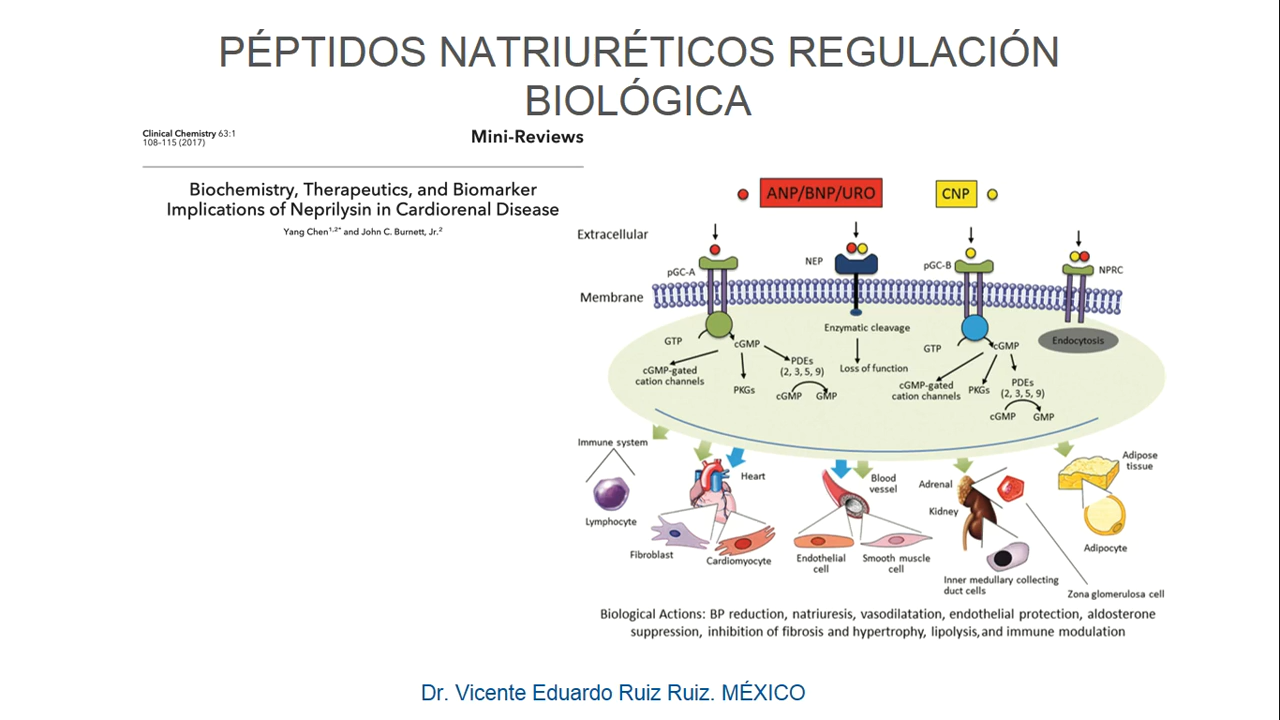 PÉPTIDOS NATRIURÉTICOS REGULACIÓN
BIOLÓGICA
Clinical Chemistry 63:1
108–115 (2017)
Mini-Reviews
Biochemistry, Therapeutics, and Biomarker
Implications of Neprilysin in Cardiorenal Disease
Yang Chen1,2* and John C. Burnett, Jr.2
ANP/BNP/URO
CNP
Extracellular
NEP
pGC-A
pGC-B
NPRC
Membrane
GTP
cGMP
Enzymatic cleavage
GTP
cGMP
Endocytosis
cGMP-gated
cation channels
PKGs
PDEs
(2, 3, 5, 9)
cGMP
GMP
Loss of function
cGMP-gated
cation channels
PKGs
PDEs
(2, 3, 5, 9)
cGMP
GMP
Immune system
Lymphocyte
Heart
Fibroblast
Cardiomyocyte
Blood
vessel
Endothelial
cell
Smooth muscle
cell
Adrenal
Kidney
Inner medullary collecting
duct cells
Zona glomerulosa cell
Adipose
tissue
Adipocyte
Biological Actions: BP reduction, natriuresis, vasodilatation, endothelial protection, aldosterone
suppression, inhibition of fibrosis and hypertrophy, lipolysis,and immune modulation
Dr. Vicente Eduardo Ruiz Ruiz. MÉXICO